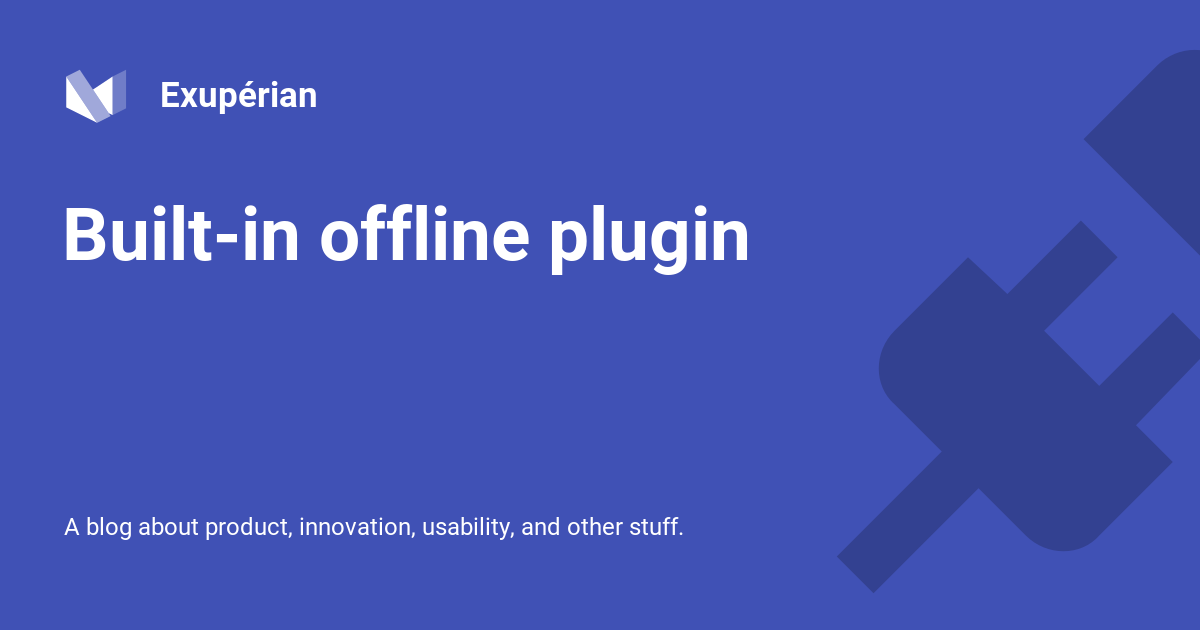 Exupérian
Built-in offline plugin
A blog about product, innovation, usability, and other stuff.